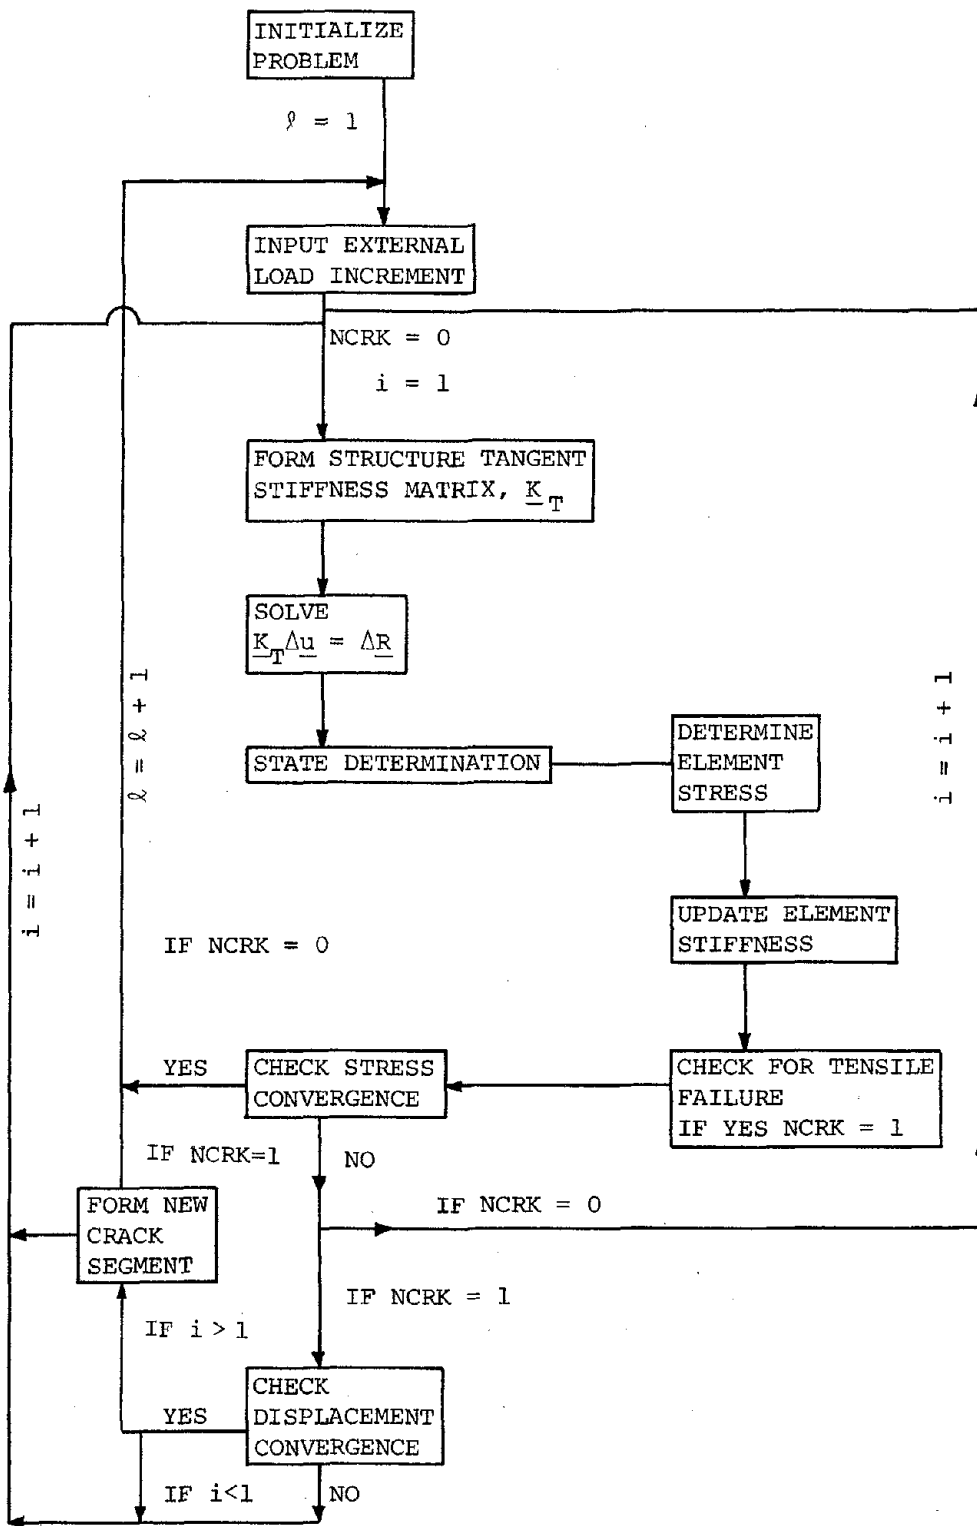 INITIALIZE
PROBLEM
ℓ = 1
INPUT EXTERNAL
LOAD INCREMENT
NCRK = 0
i = 1
FORM STRUCTURE TANGENT
STIFFNESS MATRIX, K_T
SOLVE
K_TΔu = ΔR
STATE DETERMINATION
DETERMINE
ELEMENT
STRESS
i = i + 1
ℓ = ℓ + 1
i = i + 1
UPDATE ELEMENT
STIFFNESS
IF NCRK = 0
CHECK FOR TENSILE
FAILURE
IF YES NCRK = 1
YES
CHECK STRESS
CONVERGENCE
IF NCRK=1
NO
IF NCRK = 0
FORM NEW
CRACK
SEGMENT
IF NCRK = 1
IF i > 1
CHECK
DISPLACEMENT
CONVERGENCE
YES
IF i<1
NO